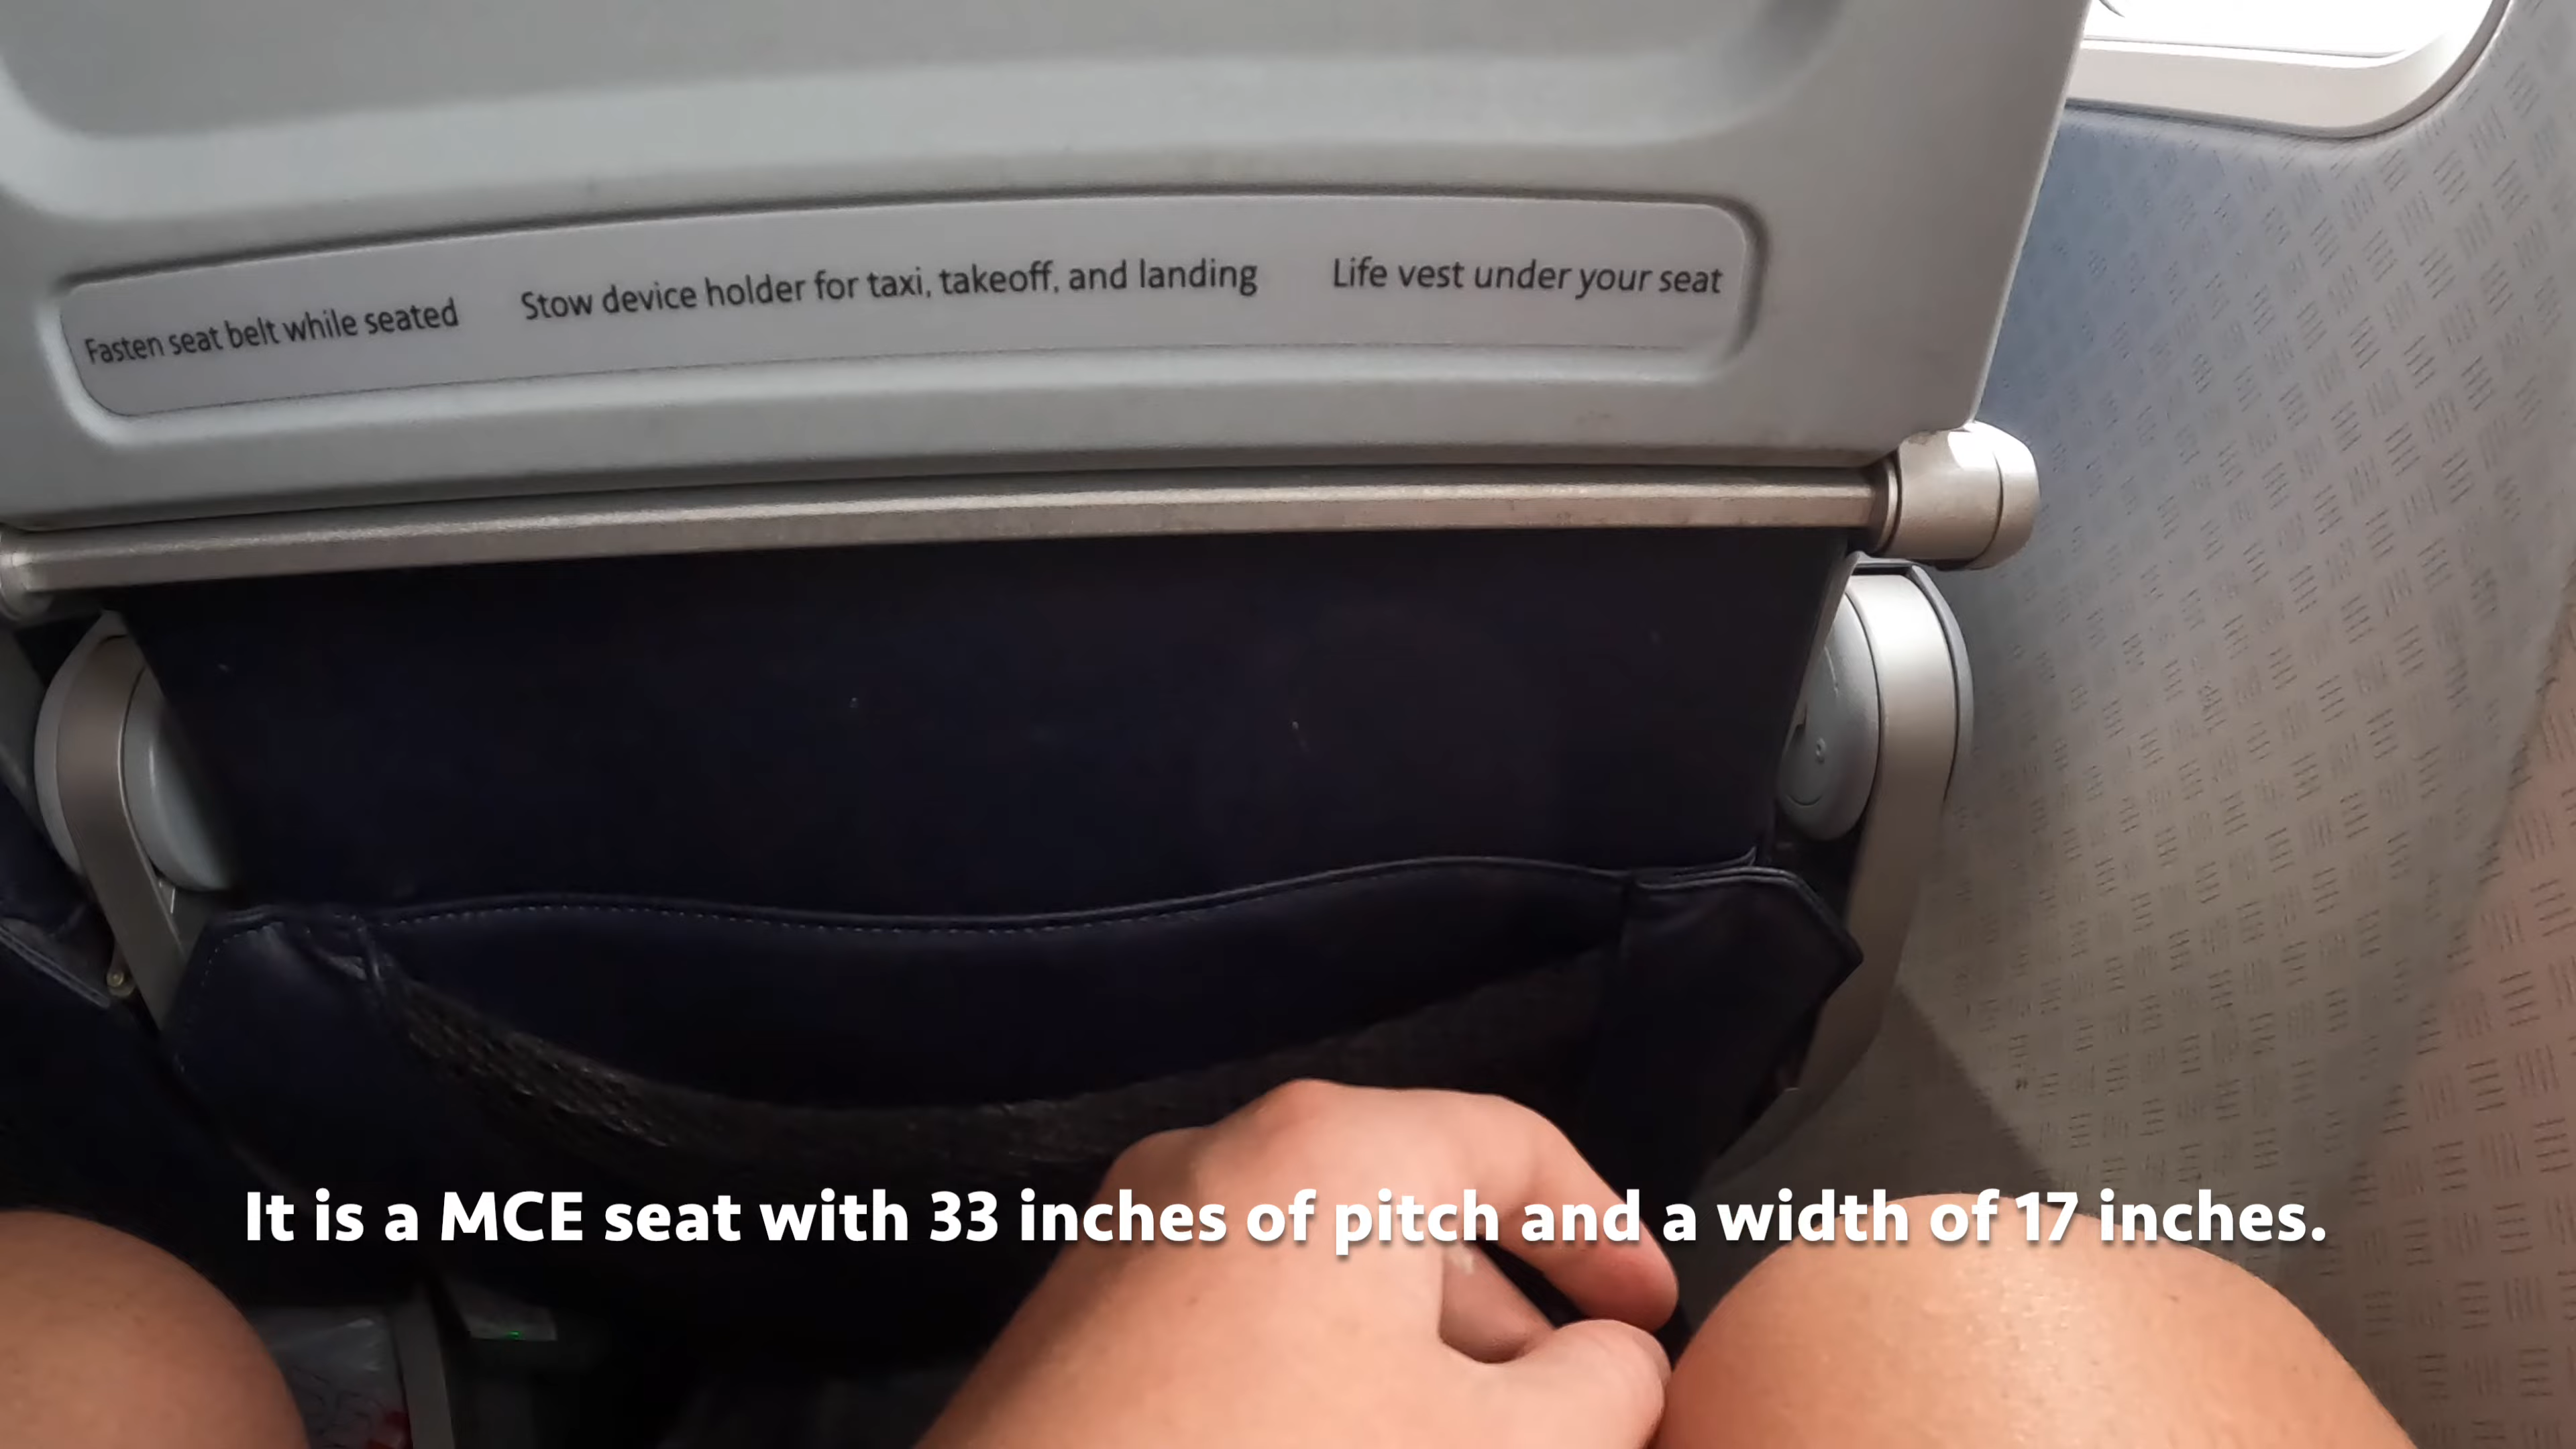 Fasten seat belt while seated
Stow device holder for taxi, takeoff, and landing
Life vest under your seat
It is a MCE seat with 33 inches of pitch and a width of 17 inches.